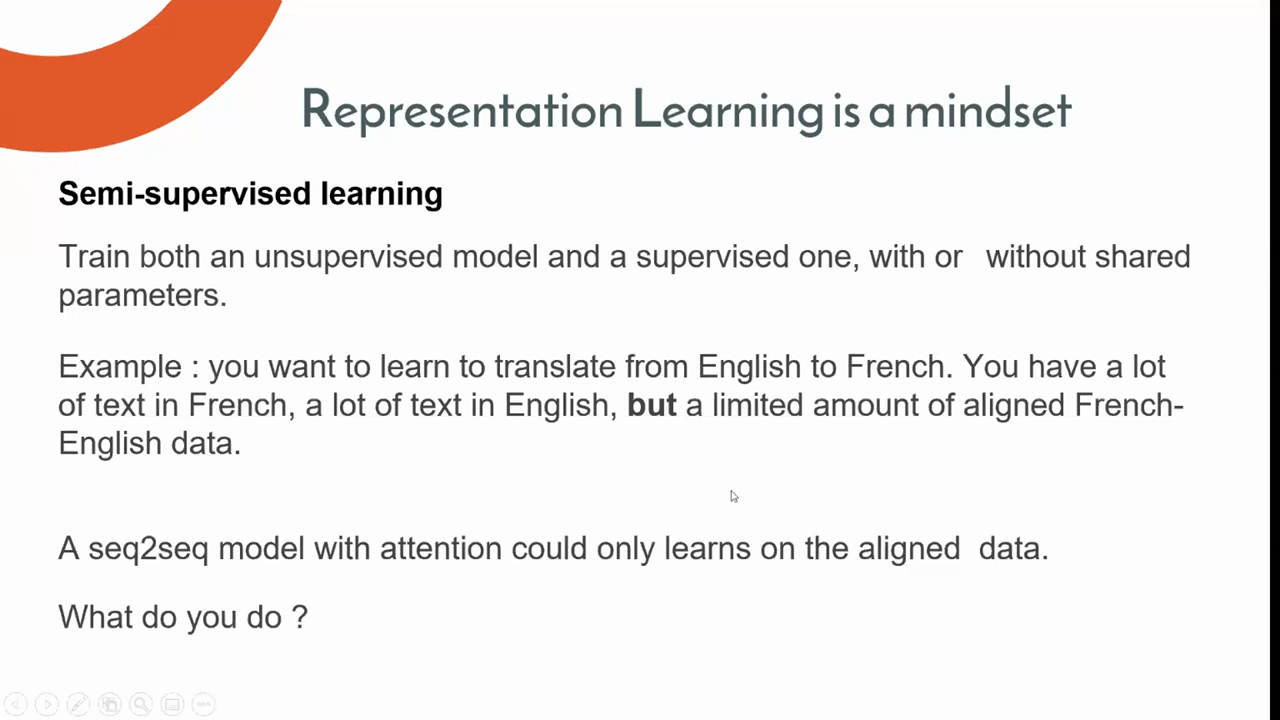 Representation Learning is a mindset
Semi-supervised learning
Train both an unsupervised model and a supervised one, with or without shared
parameters.
Example : you want to learn to translate from English to French. You have a lot
of text in French, a lot of text in English, but a limited amount of aligned French-
English data.
A seq2seq model with attention could only learns on the aligned data.
What do you do ?